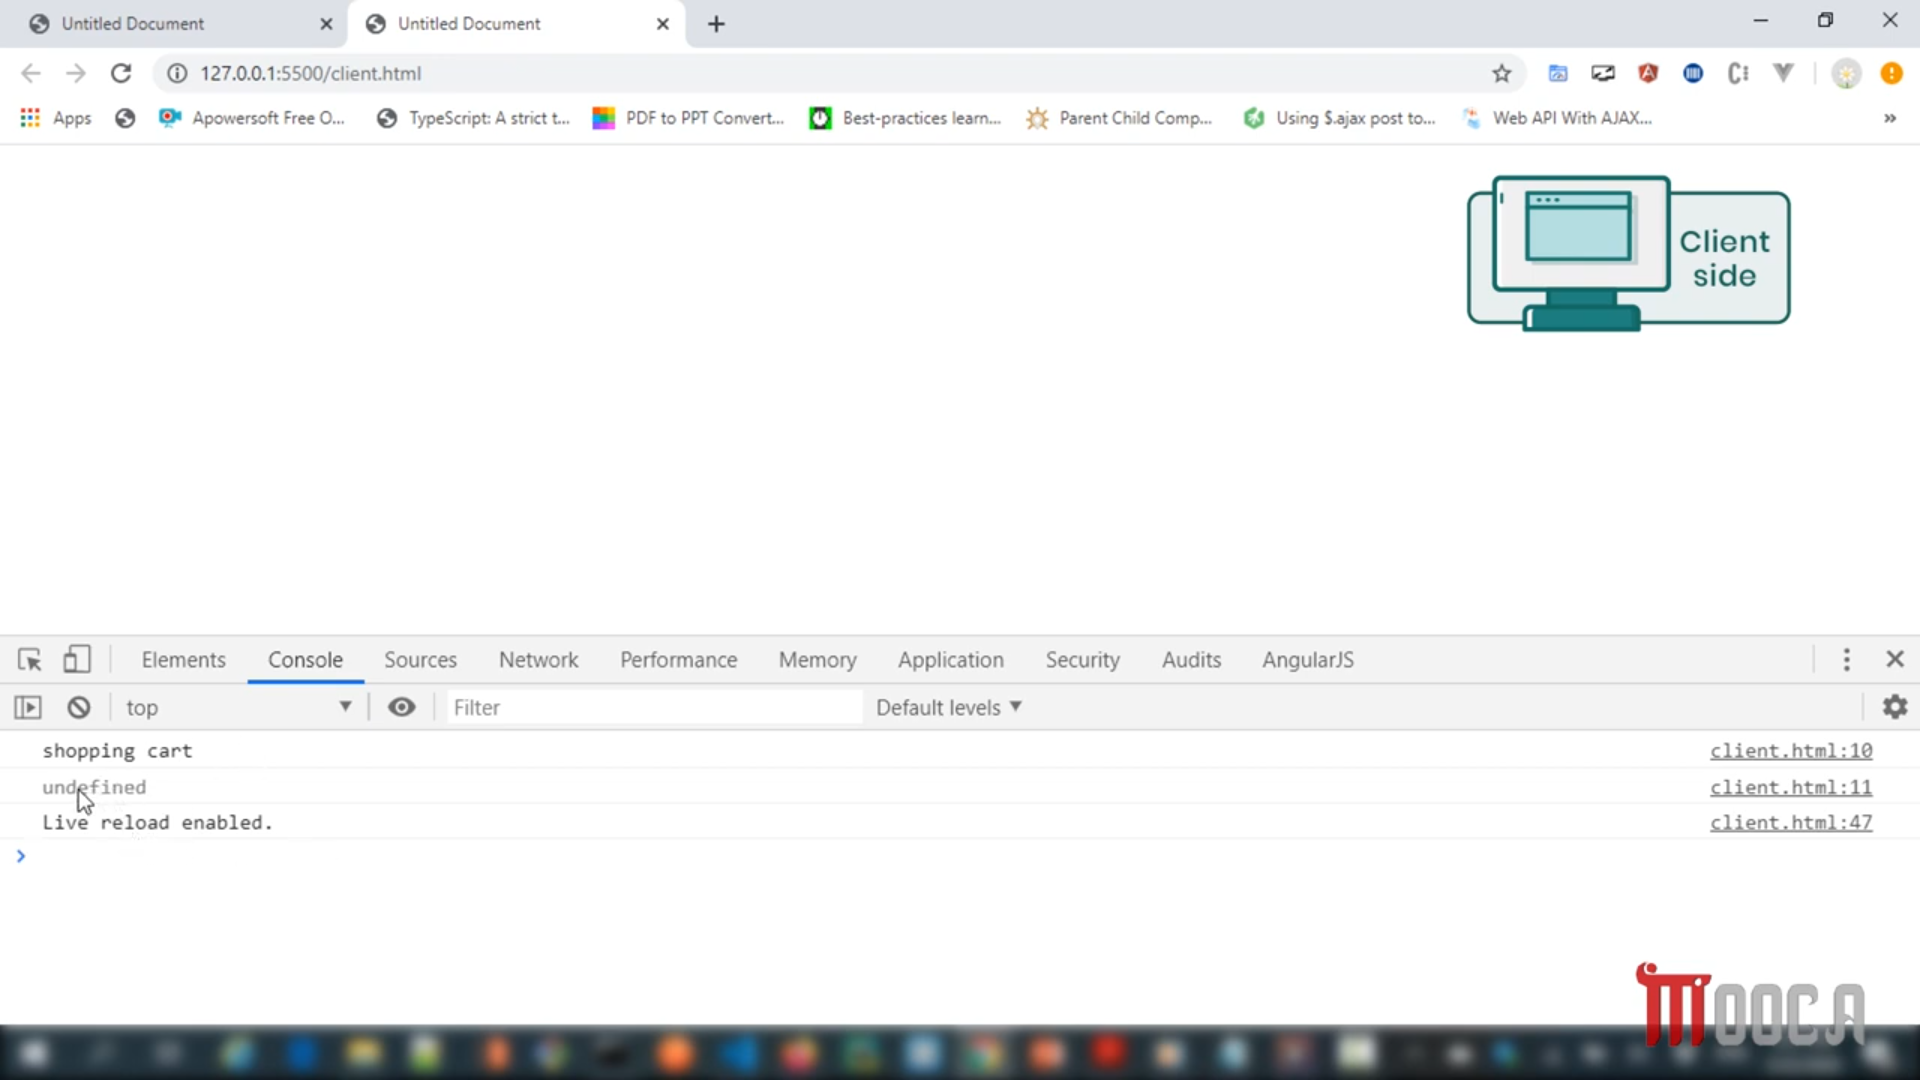 Untitled Document
Untitled Document
127.0.0.1:5500/client.html
Apps
Apowersoft Free O...
TypeScript: A strict t...
PDF to PPT Convert...
Best-practices learn...
Parent Child Comp...
Using $.ajax post to...
Web API With AJAX...
»
Client
side
Elements
Console
Sources
Network
Performance
Memory
Application
Security
Audits
AngularJS
top
Filter
Default levels
shopping cart
client.html:10
undefined
client.html:11
Live reload enabled.
client.html:47
MOOCA